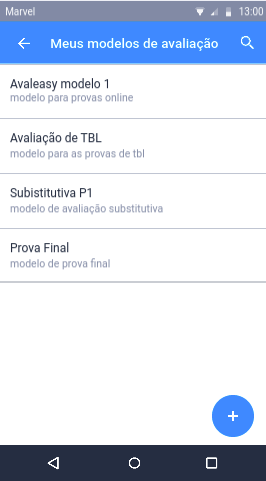 Marvel
13:00
Meus modelos de avaliação
Avaleasy modelo 1
modelo para provas online
Avaliação de TBL
modelo para as provas de tbl
Subistitutiva P1
modelo de avaliação substitutiva
Prova Final
modelo de prova final